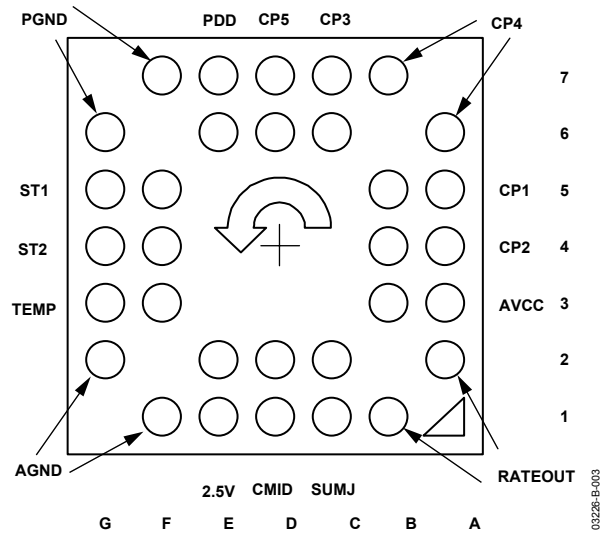 PGND PDD CP5 CP3 CP4
7
6
ST1 CP1 5
ST2 CP2 4
TEMP AVCC 3
2
1
AGND RATEOUT
2.5V CMID SUMJ
G F E D C B A
03226-B-003